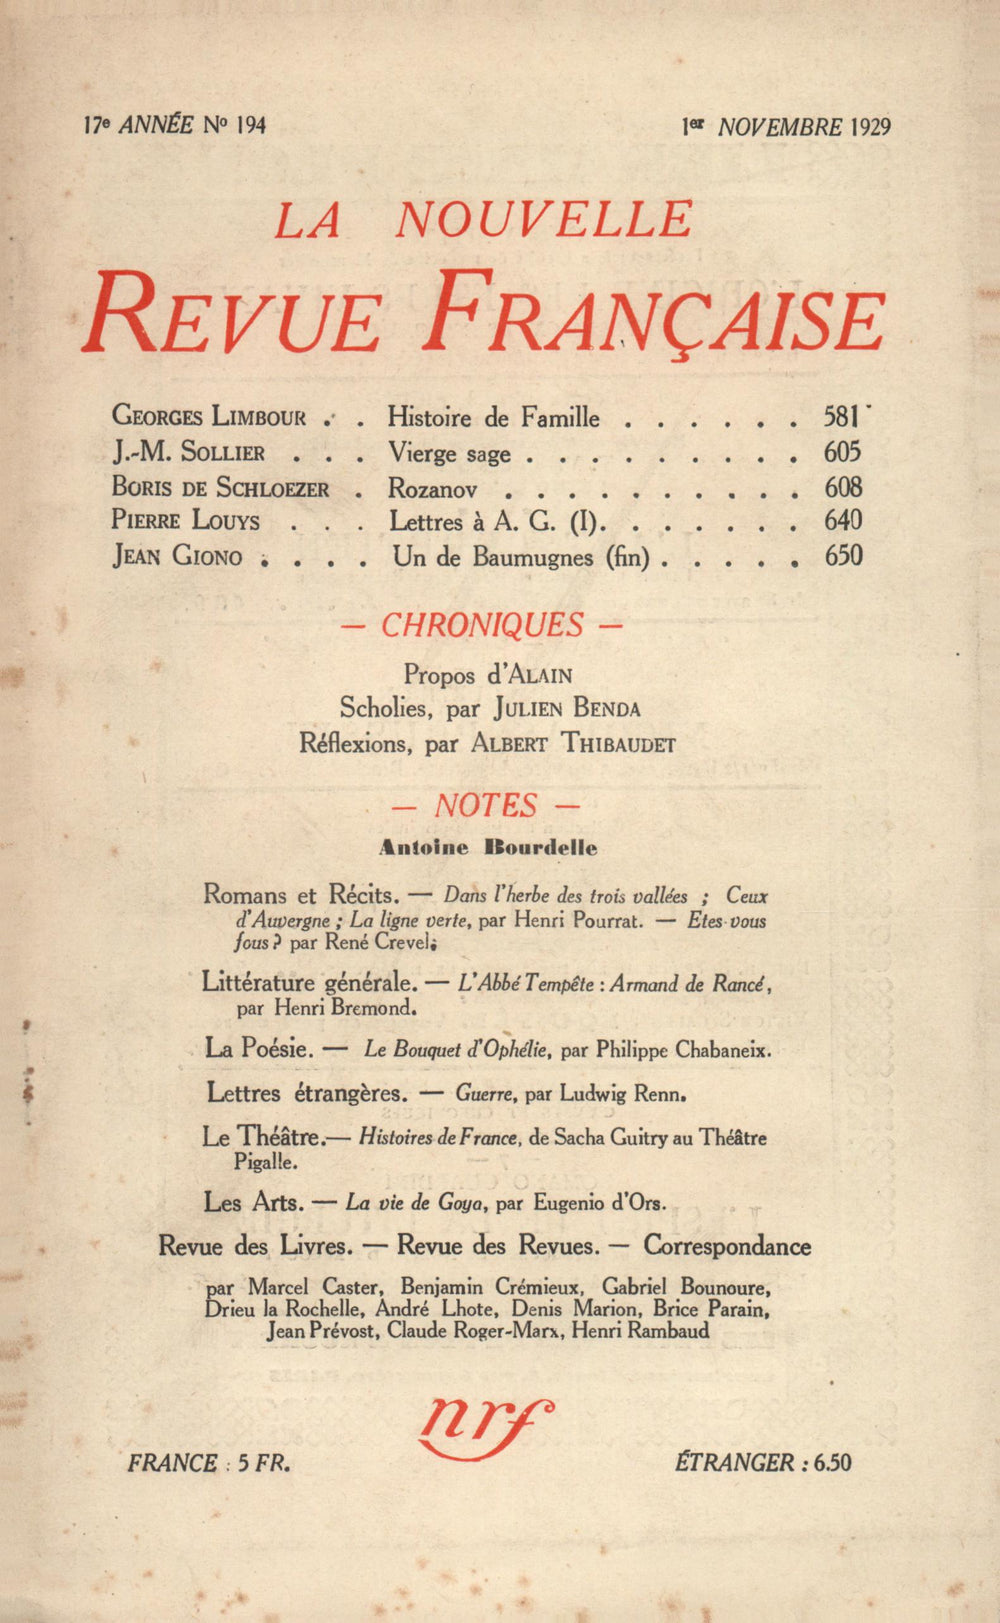 17e ANNÉE No 194 1er NOVEMBRE 1929
LA NOUVELLE
REVUE FRANÇAISE
GEORGES LIMBOUR . . Histoire de Famille . . . . . . 581
J.-M. SOLLIER . . . Vierge sage . . . . . . . . . 605
BORIS DE SCHLOEZER . Rozanov . . . . . . . . . . 608
PIERRE LOUYS . . . Lettres à A. G. (I). . . . . . . 640
JEAN GIONO . . . . Un de Baumugnes (fin) . . . . . 650
— CHRONIQUES —
Propos d'ALAIN
Scholies, par JULIEN BENDA
Réflexions, par ALBERT THIBAUDET
— NOTES —
Antoine Bourdelle
Romans et Récits. — Dans l'herbe des trois vallées ; Ceux
d'Auvergne ; La ligne verte, par Henri Pourrat. — Etes-vous
fous ? par René Crevel;
Littérature générale. — L'Abbé Tempête : Armand de Rancé,
par Henri Bremond.
La Poésie. — Le Bouquet d'Ophélie, par Philippe Chabaneix.
Lettres étrangères. — Guerre, par Ludwig Renn.
Le Théâtre.— Histoires de France, de Sacha Guitry au Théâtre
Pigalle.
Les Arts. — La vie de Goya, par Eugenio d'Ors.
Revue des Livres. — Revue des Revues. — Correspondance
par Marcel Caster, Benjamin Crémieux, Gabriel Bounoure,
Drieu la Rochelle, André Lhote, Denis Marion, Brice Parain,
Jean Prévost, Claude Roger-Marx, Henri Rambaud
nrf
FRANCE : 5 FR. ÉTRANGER : 6.50